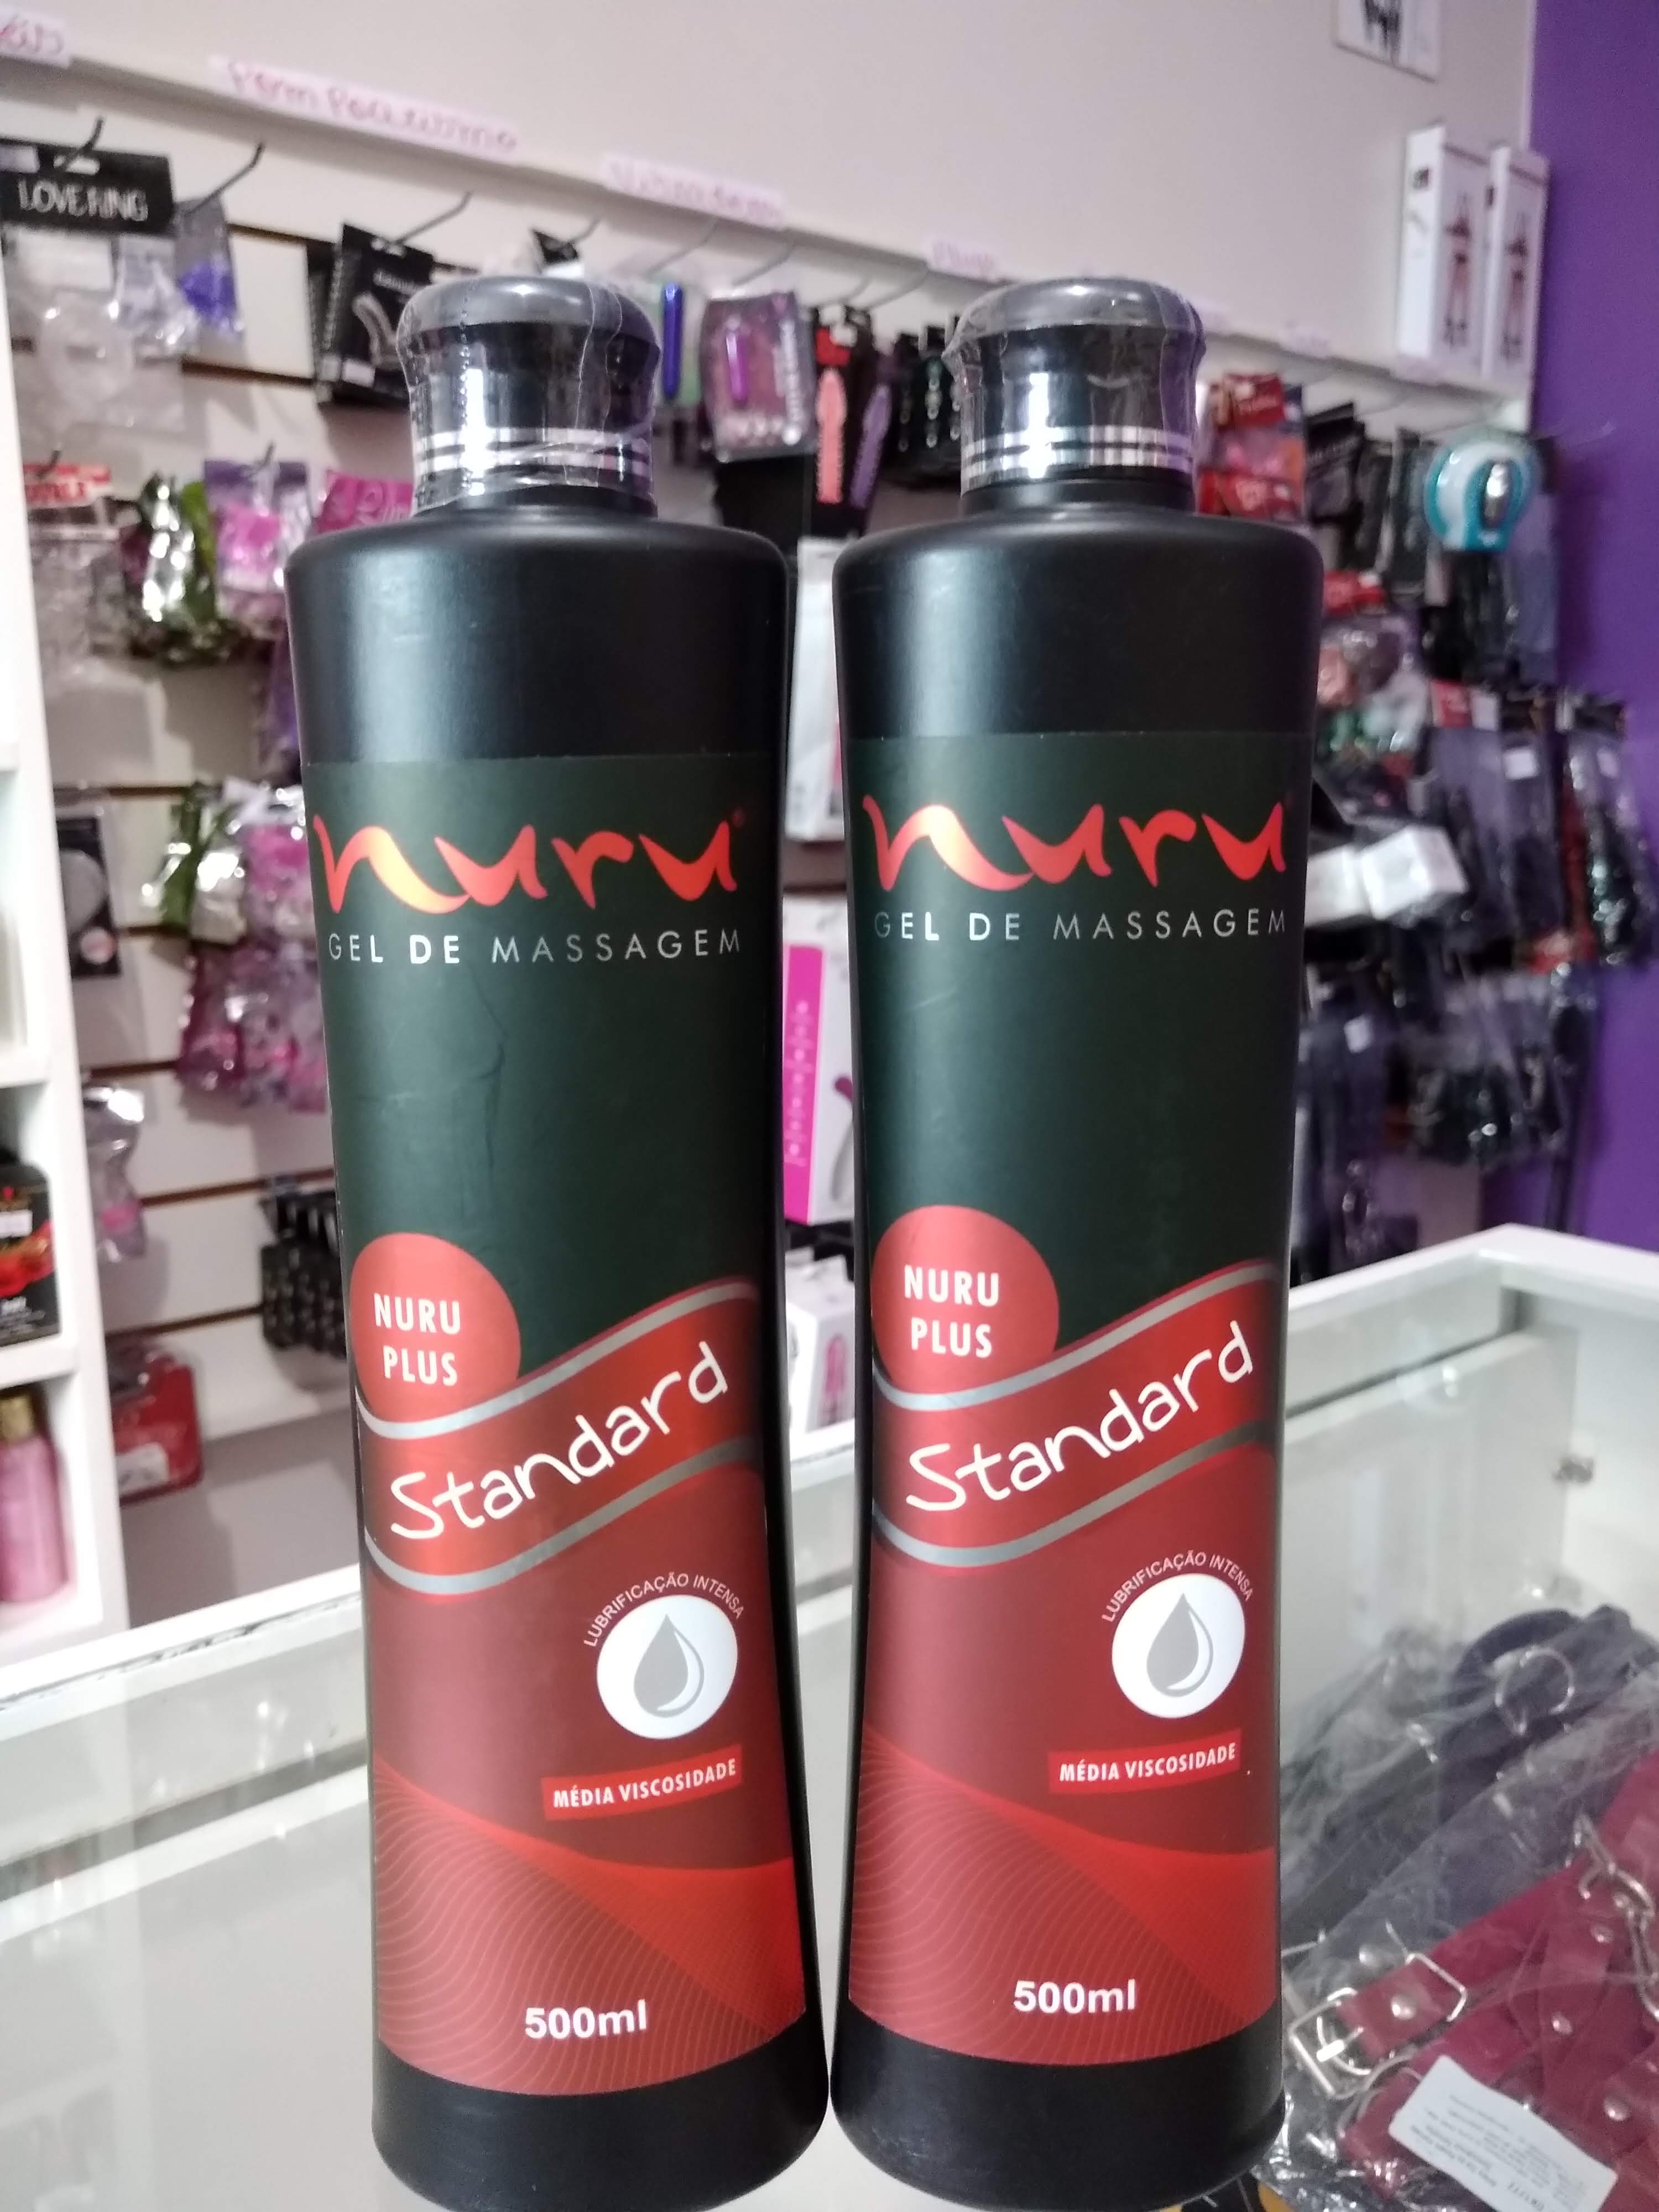 LOVE RING
nuru®
GEL DE MASSAGEM
NURU
PLUS
Standard
LUBRIFICAÇÃO INTENSA
MÉDIA VISCOSIDADE
500ml
nuru
GEL DE MASSAGEM
NURU
PLUS
Standard
LUBRIFICAÇÃO INTENSA
MÉDIA VISCOSIDADE
500ml